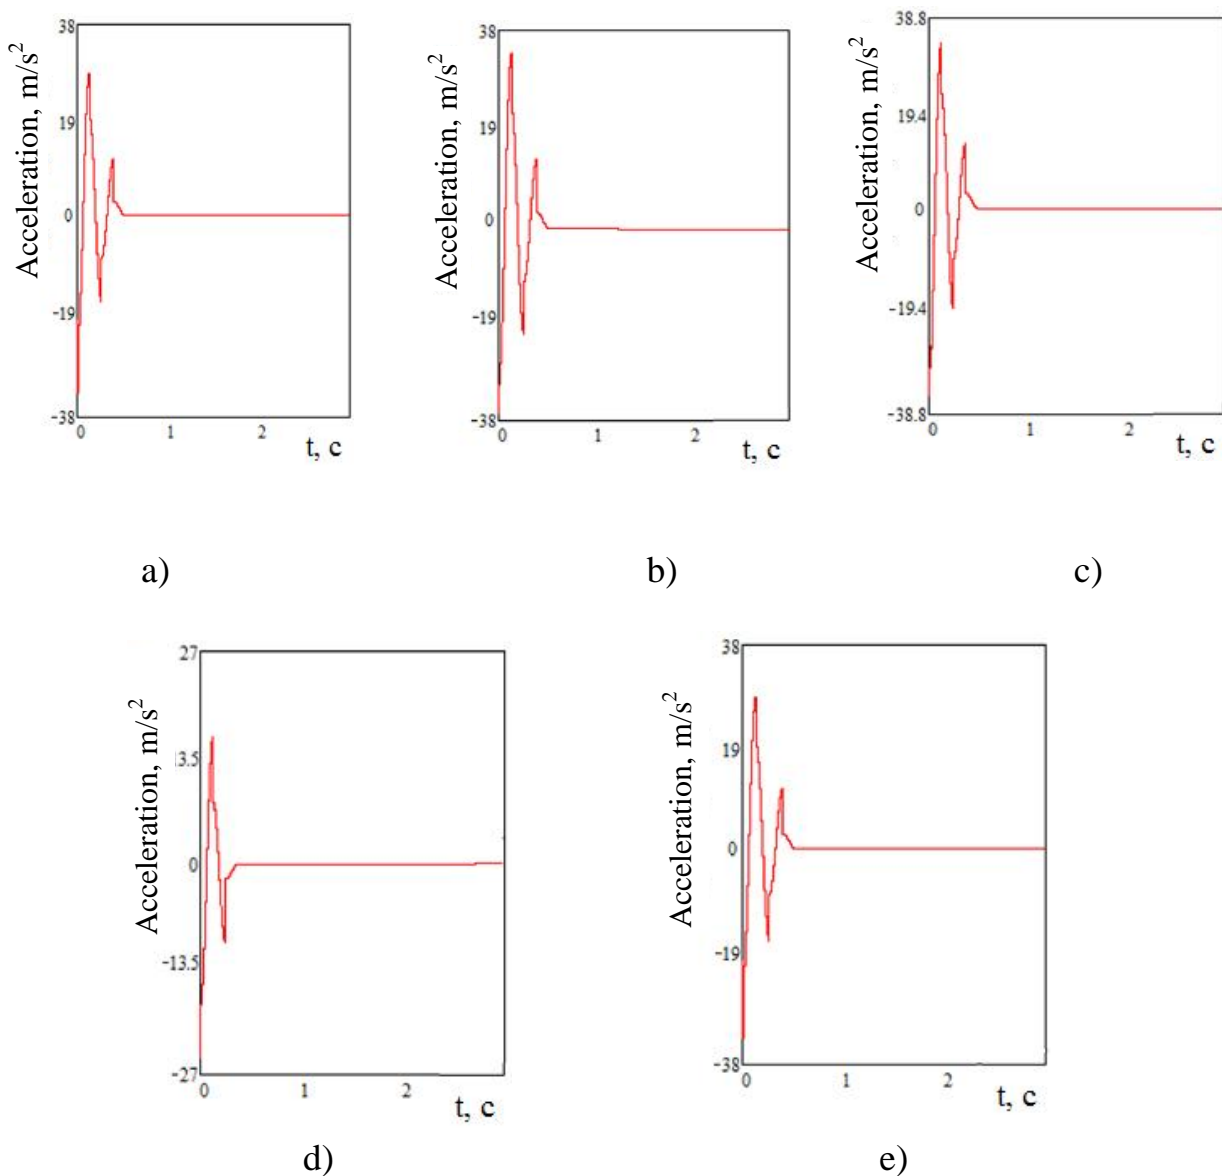 38
19
0
-19
-38
0 1 2
t, c
Acceleration, m/s²
38
19
0
-19
-38
0 1 2
t, c
Acceleration, m/s²
38.8
19.4
0
-19.4
-38.8
0 1 2
t, c
Acceleration, m/s²
a) b) c)
27
3.5
0
-13.5
-27
0 1 2
t, c
Acceleration, m/s²
38
19
0
-19
-38
0 1 2
t, c
Acceleration, m/s²
d) e)